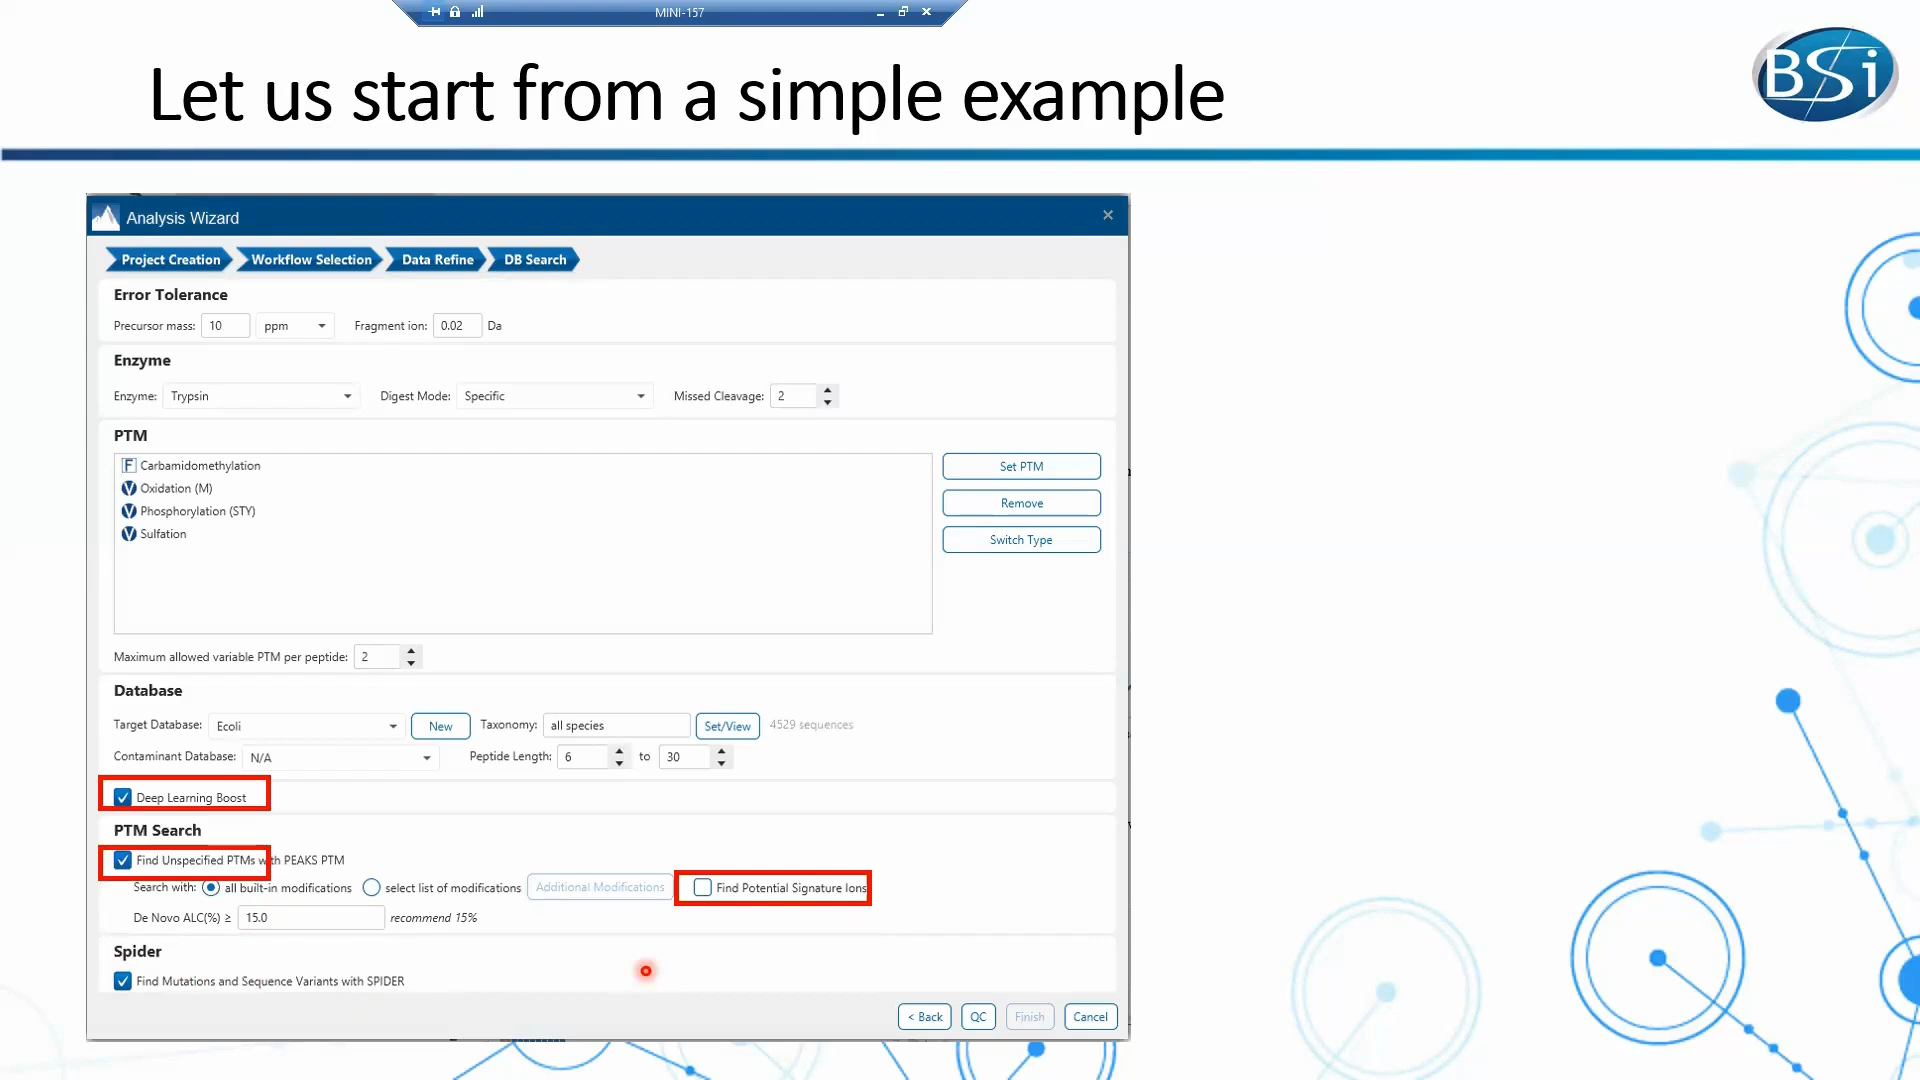 MINI-157
Let us start from a simple example
BSi
Analysis Wizard
Project Creation Workflow Selection Data Refine DB Search
Error Tolerance
Precursor mass: 10 ppm Fragment ion: 0.02 Da
Enzyme
Enzyme: Trypsin Digest Mode: Specific Missed Cleavage: 2
PTM
F Carbamidomethylation
V Oxidation (M)
V Phosphorylation (STY)
V Sulfation
Set PTM
Remove
Switch Type
Maximum allowed variable PTM per peptide: 2
Database
Target Database: Ecoli New Taxonomy: all species Set/View 4529 sequences
Contaminant Database: N/A Peptide Length: 6 to 30
Deep Learning Boost
PTM Search
Find Unspecified PTMs with PEAKS PTM
Search with: all built-in modifications select list of modifications Additional Modifications Find Potential Signature Ions
De Novo ALC(%) ≥ 15.0 recommend 15%
Spider
Find Mutations and Sequence Variants with SPIDER
< Back QC Finish Cancel